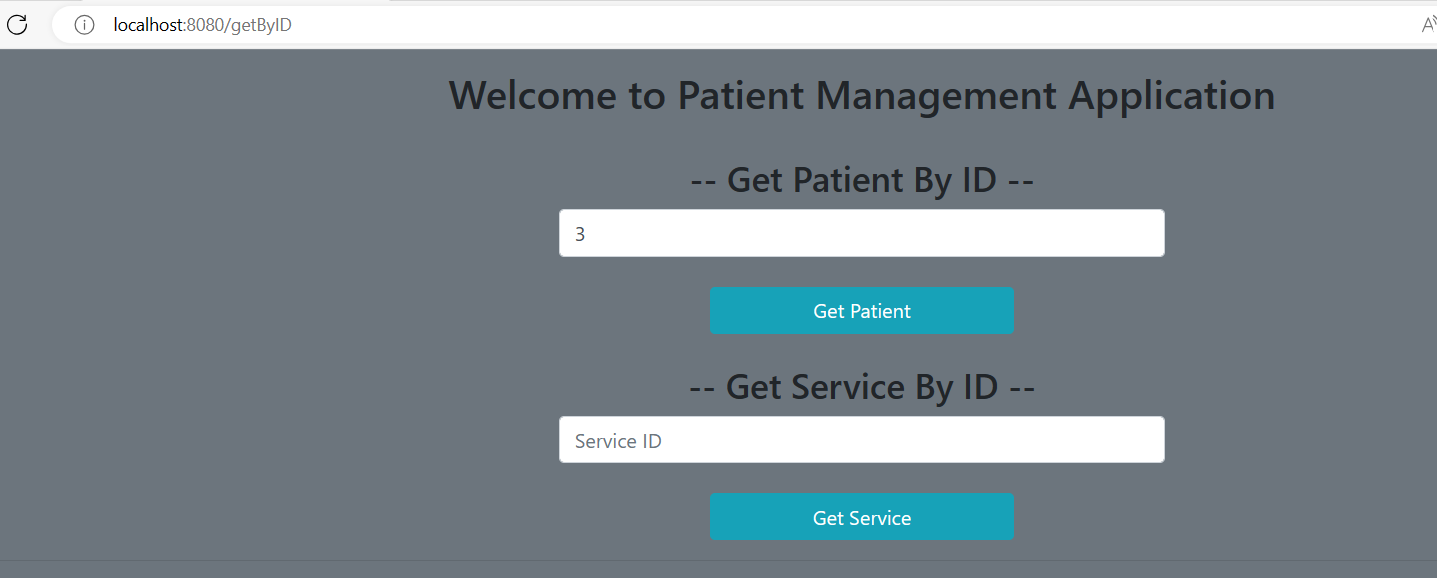 localhost:8080/getByID
Welcome to Patient Management Application
-- Get Patient By ID --
3
Get Patient
-- Get Service By ID --
Service ID
Get Service